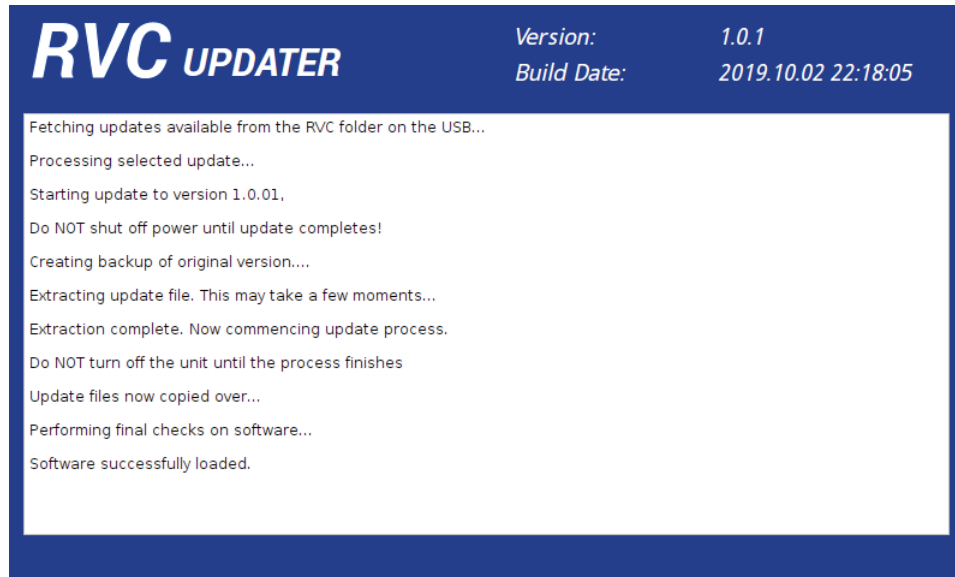 RVC UPDATER
Version: 1.0.1
Build Date: 2019.10.02 22:18:05
Fetching updates available from the RVC folder on the USB...
Processing selected update...
Starting update to version 1.0.01,
Do NOT shut off power until update completes!
Creating backup of original version....
Extracting update file. This may take a few moments...
Extraction complete. Now commencing update process.
Do NOT turn off the unit until the process finishes
Update files now copied over...
Performing final checks on software...
Software successfully loaded.